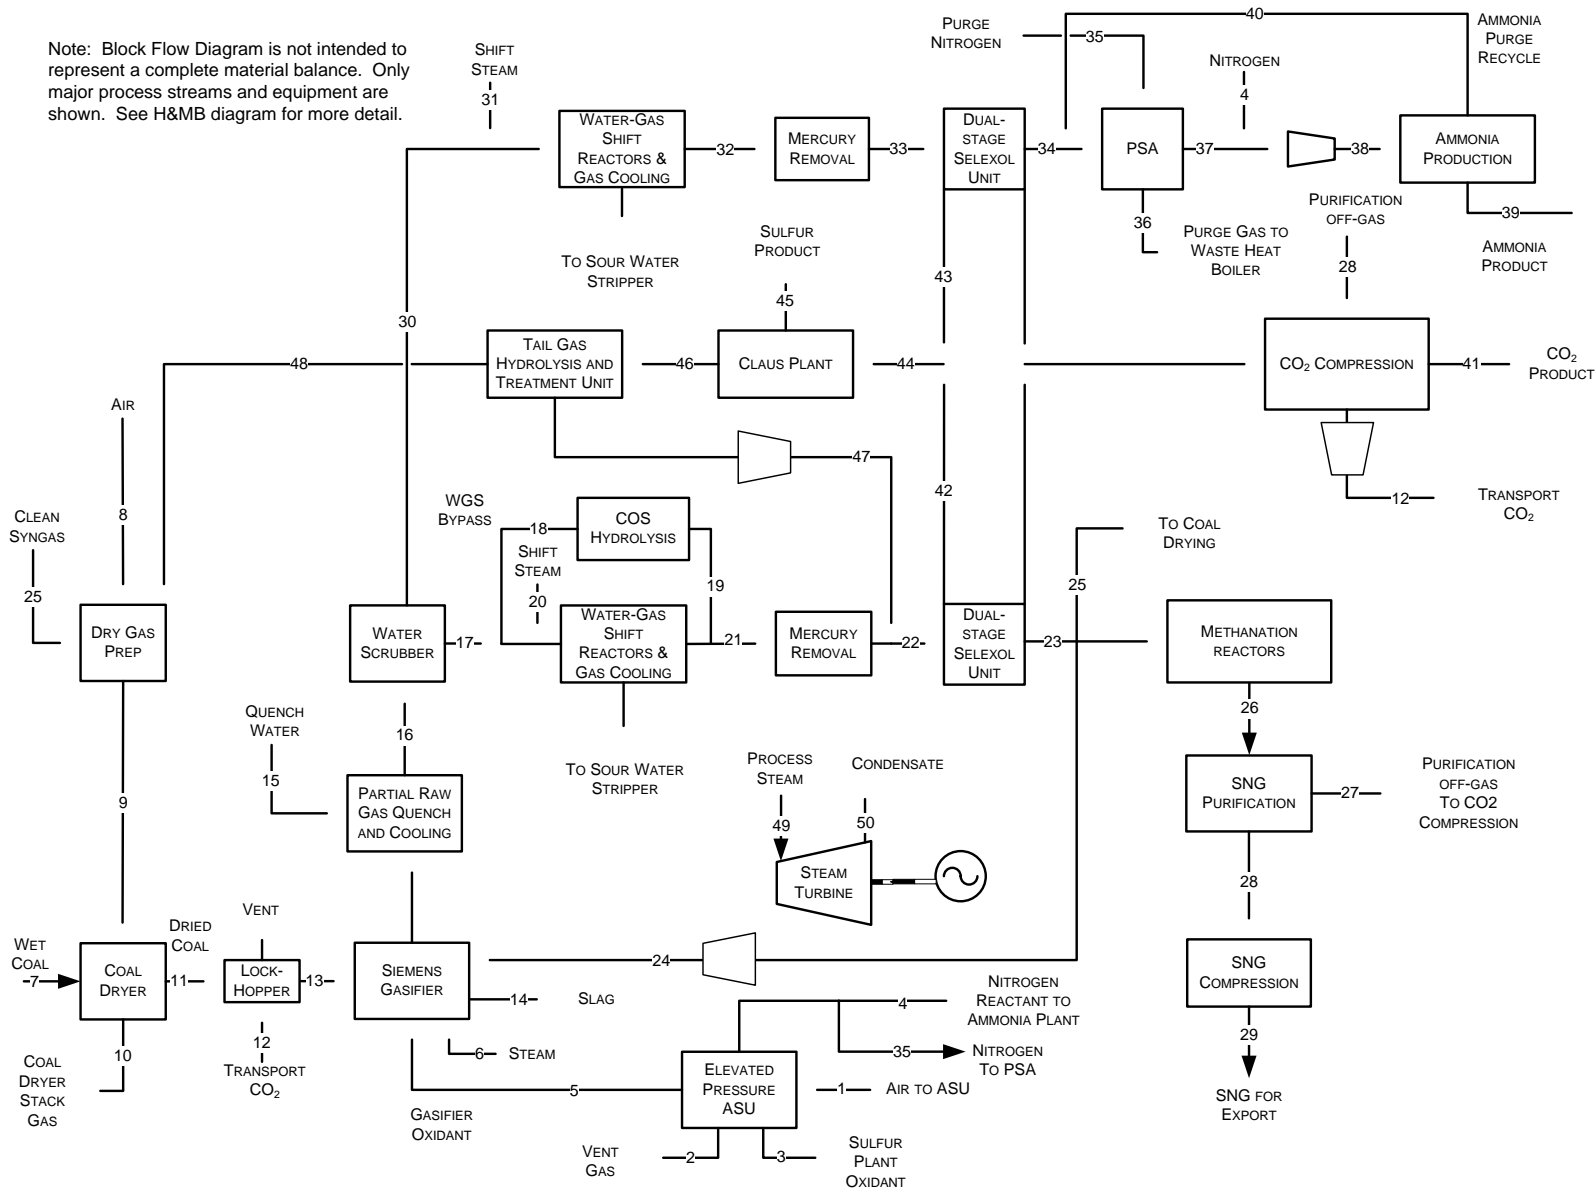 Note: Block Flow Diagram is not intended to
represent a complete material balance. Only
major process streams and equipment are
shown. See H&MB diagram for more detail.
SHIFT
STEAM
31
WATER-GAS
SHIFT
REACTORS &
GAS COOLING
32
MERCURY
REMOVAL
33
DUAL-
STAGE
SELEXOL
UNIT
34
PURGE
NITROGEN
35
40
AMMONIA
PURGE
RECYCLE
NITROGEN
4
PSA
37
38
AMMONIA
PRODUCTION
36
PURGE GAS TO
WASTE HEAT
BOILER
PURIFICATION
OFF-GAS
28
39
AMMONIA
PRODUCT
TO SOUR WATER
STRIPPER
SULFUR
PRODUCT
45
43
30
48
TAIL GAS
HYDROLYSIS AND
TREATMENT UNIT
46
CLAUS PLANT
44
CO2 COMPRESSION
41
CO2
PRODUCT
12
TRANSPORT
CO2
AIR
8
47
42
CLEAN
SYNGAS
25
WGS
BYPASS
18
COS
HYDROLYSIS
SHIFT
STEAM
20
19
TO COAL
DRYING
25
DRY GAS
PREP
WATER
SCRUBBER
17
WATER-GAS
SHIFT
REACTORS &
GAS COOLING
21
MERCURY
REMOVAL
22
DUAL-
STAGE
SELEXOL
UNIT
23
METHANATION
REACTORS
26
QUENCH
WATER
15
16
TO SOUR WATER
STRIPPER
PROCESS
STEAM
49
CONDENSATE
50
SNG
PURIFICATION
27
PURIFICATION
OFF-GAS
TO CO2
COMPRESSION
9
PARTIAL RAW
GAS QUENCH
AND COOLING
STEAM
TURBINE
28
VENT
DRIED
COAL
WET
COAL
7
COAL
DRYER
11
LOCK-
HOPPER
13
SIEMENS
GASIFIER
24
14
SLAG
SNG
COMPRESSION
10
12
TRANSPORT
CO2
6
STEAM
4
NITROGEN
REACTANT TO
AMMONIA PLANT
35
NITROGEN
TO PSA
29
SNG FOR
EXPORT
COAL
DRYER
STACK
GAS
5
GASIFIER
OXIDANT
ELEVATED
PRESSURE
ASU
1
AIR TO ASU
VENT
GAS
2
3
SULFUR
PLANT
OXIDANT